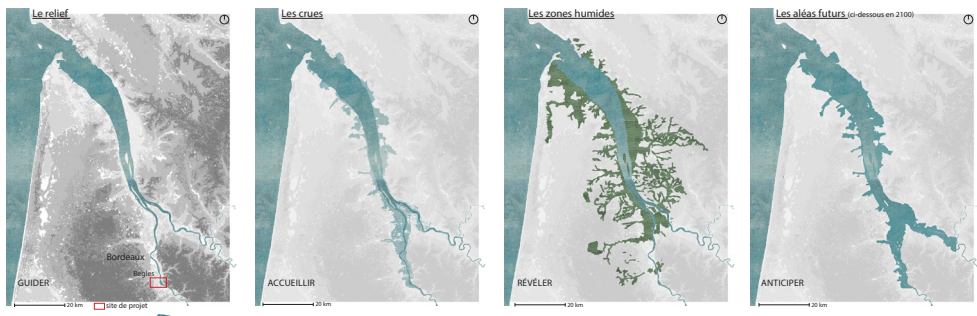 Le relief
Bordeaux
Bègles
GUIDER
20 km
site de projet
Les crues
ACCUEILLIR
20 km
Les zones humides
RÉVÉLER
20 km
Les aléas futurs (ci-dessous en 2100)
ANTICIPER
20 km